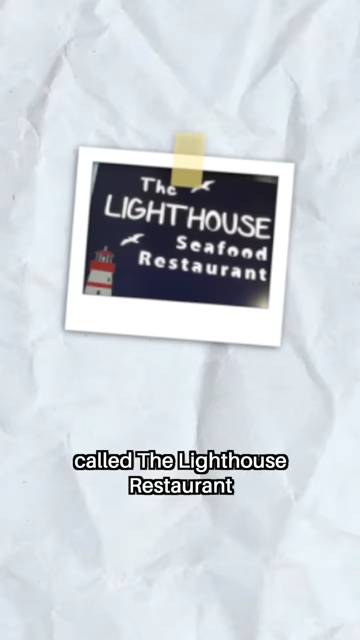 The
LIGHTHOUSE
Seafood
Restaurant
called The Lighthouse
Restaurant